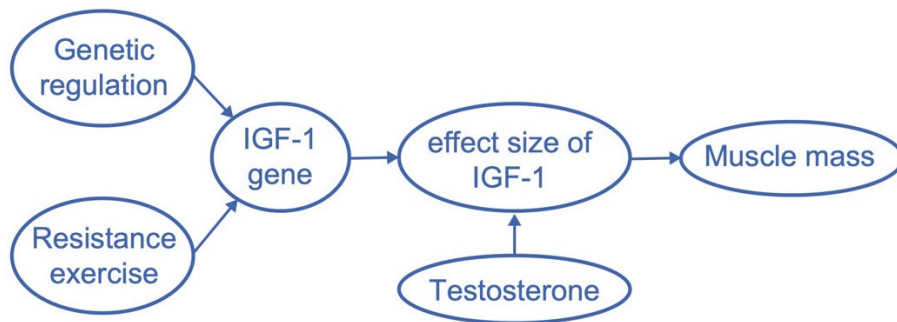 Genetic
regulation
IGF-1
gene
effect size of
IGF-1
Muscle mass
Resistance
exercise
Testosterone